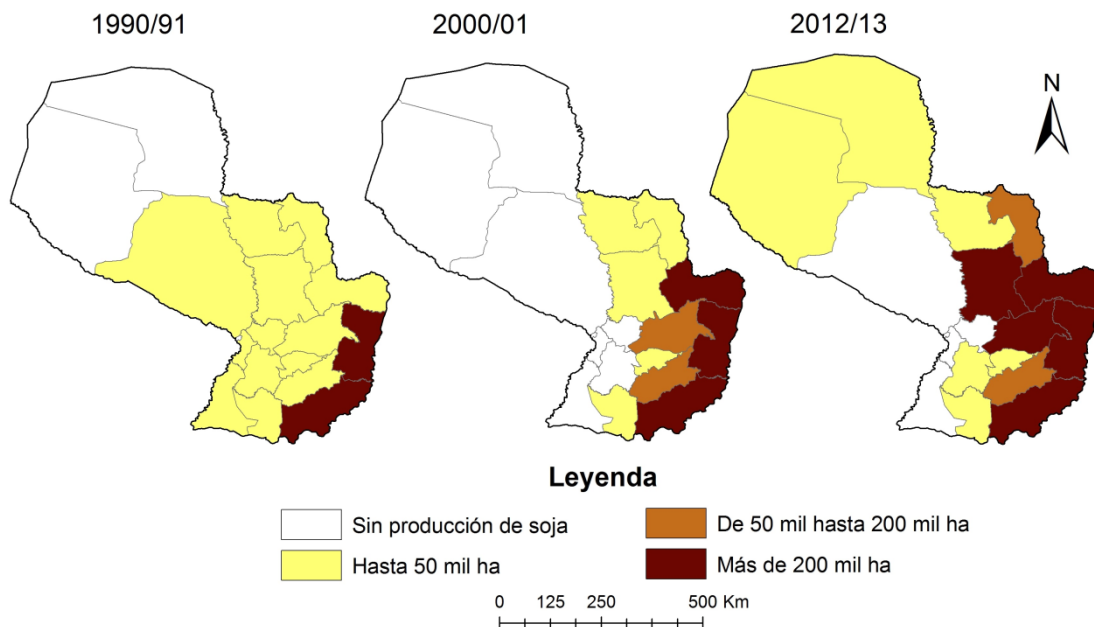 1990/91
2000/01
2012/13
N
Leyenda
Sin producción de soja
De 50 mil hasta 200 mil ha
Hasta 50 mil ha
Más de 200 mil ha
0 125 250 500 Km